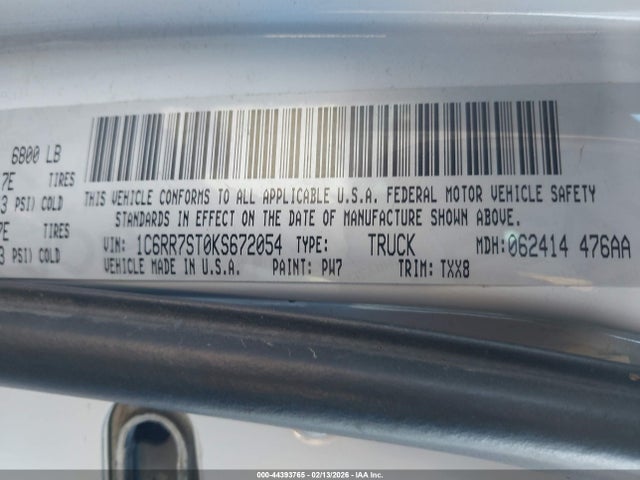 6800 LB
7E TIRES
3 PSI) COLD
7E TIRES
3 PSI) COLD
THIS VEHICLE CONFORMS TO ALL APPLICABLE U.S.A. FEDERAL MOTOR VEHICLE SAFETY
STANDARDS IN EFFECT ON THE DATE OF MANUFACTURE SHOWN ABOVE.
VIN: 1C6RR7ST0KS672054 TYPE: TRUCK MDH: 062414 476AA
VEHICLE MADE IN U.S.A. PAINT: PW7 TRIM: TXX8
000-44393765 - 02/13/2026 - IAA Inc.